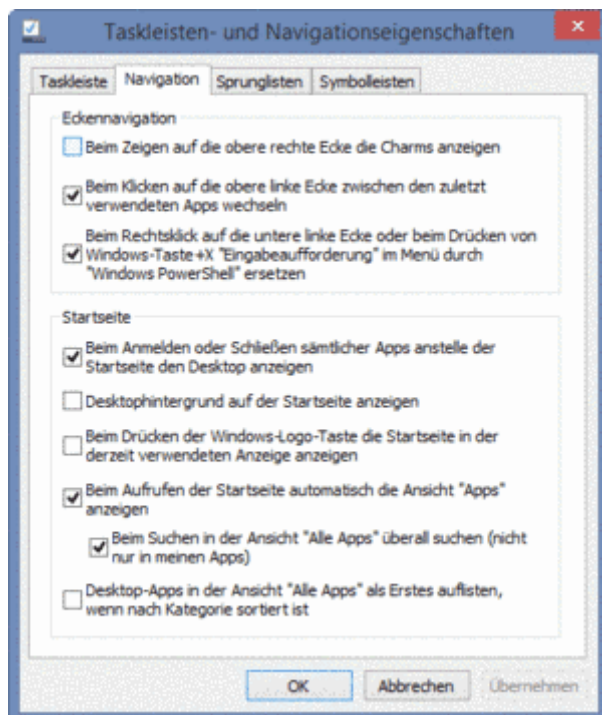 Taskleisten- und Navigationseigenschaften
Taskleiste Navigation Sprunglisten Symbolleisten
Eckennavigation
Beim Zeigen auf die obere rechte Ecke die Charms anzeigen
Beim Klicken auf die obere linke Ecke zwischen den zuletzt
verwendeten Apps wechseln
Beim Rechtsklick auf die untere linke Ecke oder beim Drücken von
Windows-Taste+X "Eingabeaufforderung" im Menü durch
"Windows PowerShell" ersetzen
Startseite
Beim Anmelden oder Schließen sämtlicher Apps anstelle der
Startseite den Desktop anzeigen
Desktophintergrund auf der Startseite anzeigen
Beim Drücken der Windows-Logo-Taste die Startseite in der
derzeit verwendeten Anzeige anzeigen
Beim Aufrufen der Startseite automatisch die Ansicht "Apps"
anzeigen
Beim Suchen in der Ansicht "Alle Apps" überall suchen (nicht
nur in meinen Apps)
Desktop-Apps in der Ansicht "Alle Apps" als Erstes auflisten,
wenn nach Kategorie sortiert ist
OK Abbrechen Übernehmen